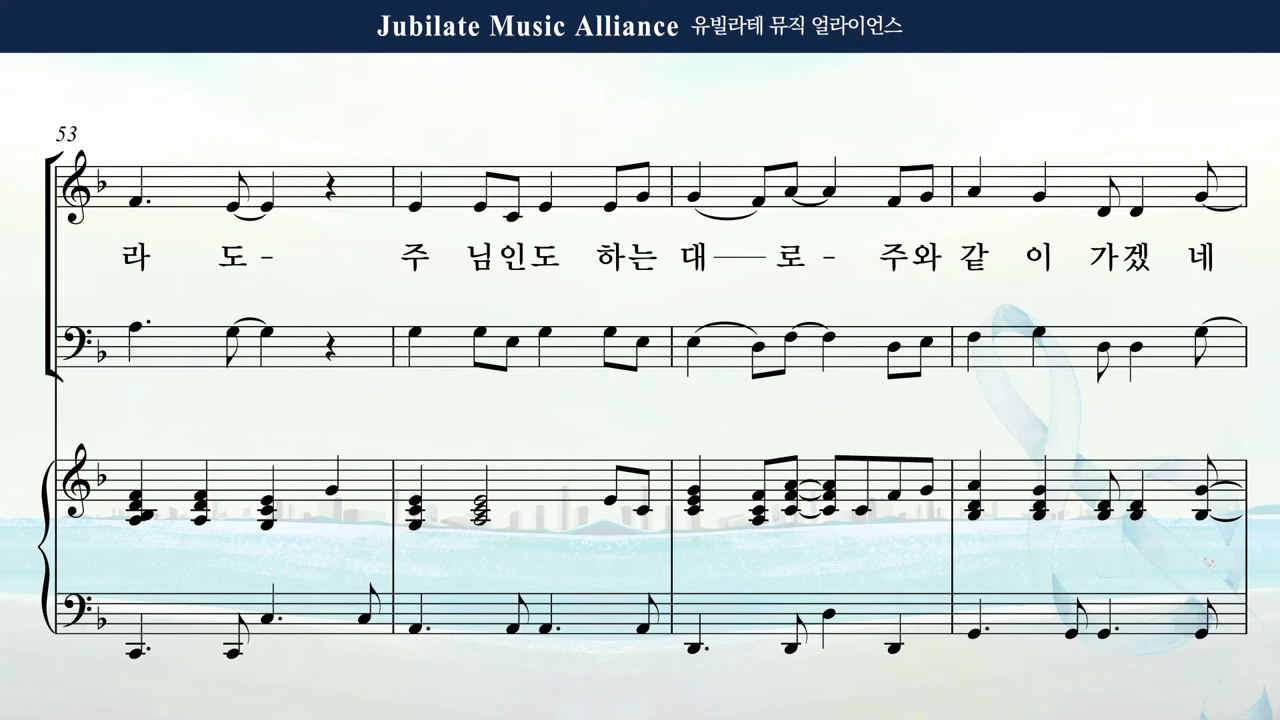 Jubilate Music Alliance 유빌라테 뮤직 얼라이언스
53
라 도 - 주 님인도 하는 대 — 로 - 주와 같 이 가겠 네